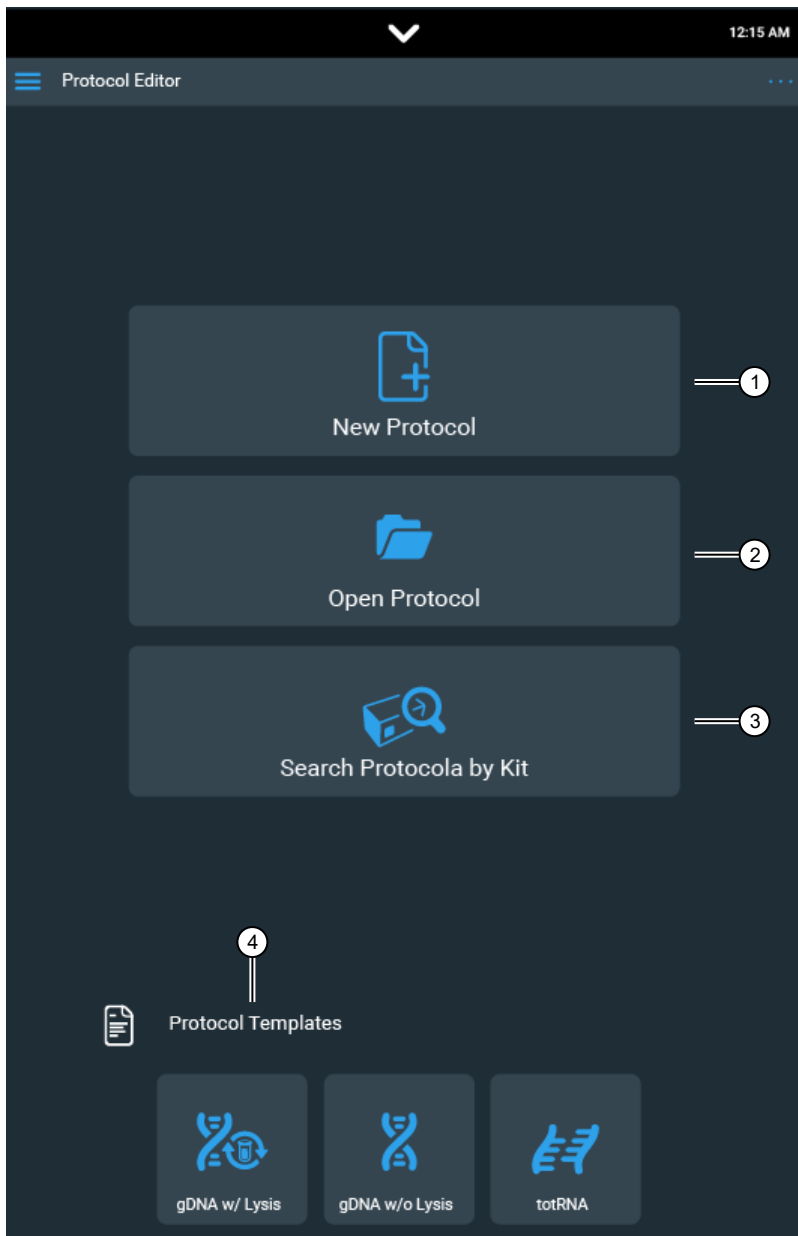 12:15 AM
Protocol Editor
1
New Protocol
2
Open Protocol
3
Search Protocola by Kit
4
Protocol Templates
gDNA w/ Lysis
gDNA w/o Lysis
totRNA